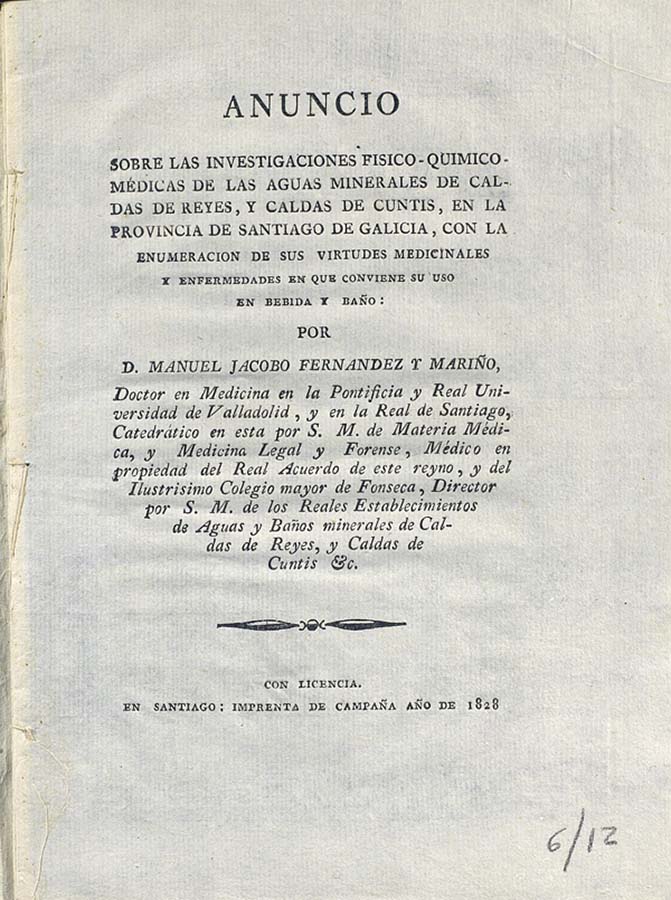 ANUNCIO
SOBRE LAS INVESTIGACIONES FISICO-QUIMICO-
MÉDICAS DE LAS AGUAS MINERALES DE CAL-
DAS DE REYES, Y CALDAS DE CUNTIS, EN LA
PROVINCIA DE SANTIAGO DE GALICIA, CON LA
ENUMERACION DE SUS VIRTUDES MEDICINALES
Y ENFERMEDADES EN QUE CONVIENE SU USO
EN BEBIDA Y BAÑO:
POR
D. MANUEL JACOBO FERNANDEZ Y MARIÑO,
Doctor en Medicina en la Pontificia y Real Uni-
versidad de Valladolid, y en la Real de Santiago,
Catedrático en esta por S. M. de Materia Médi-
ca, y Medicina Legal y Forense, Médico en
propiedad del Real Acuerdo de este reyno, y del
Ilustrisimo Colegio mayor de Fonseca, Director
por S. M. de los Reales Establecimientos
de Aguas y Baños minerales de Cal-
das de Reyes, y Caldas de
Cuntis &c.
CON LICENCIA.
EN SANTIAGO: IMPRENTA DE CAMPAÑA AÑO DE 1828
6/12